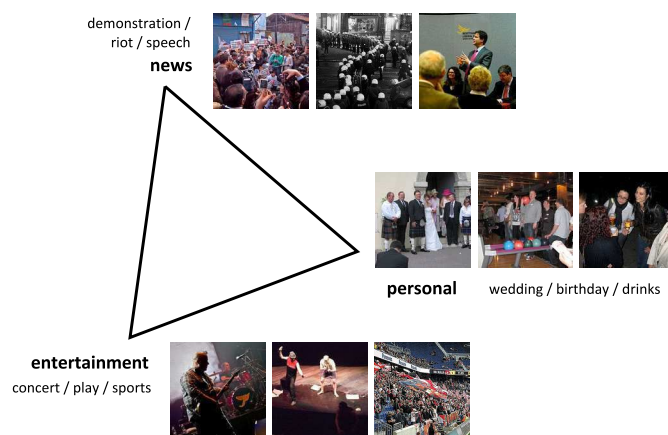 demonstration /
riot / speech
news
personal
wedding / birthday / drinks
entertainment
concert / play / sports